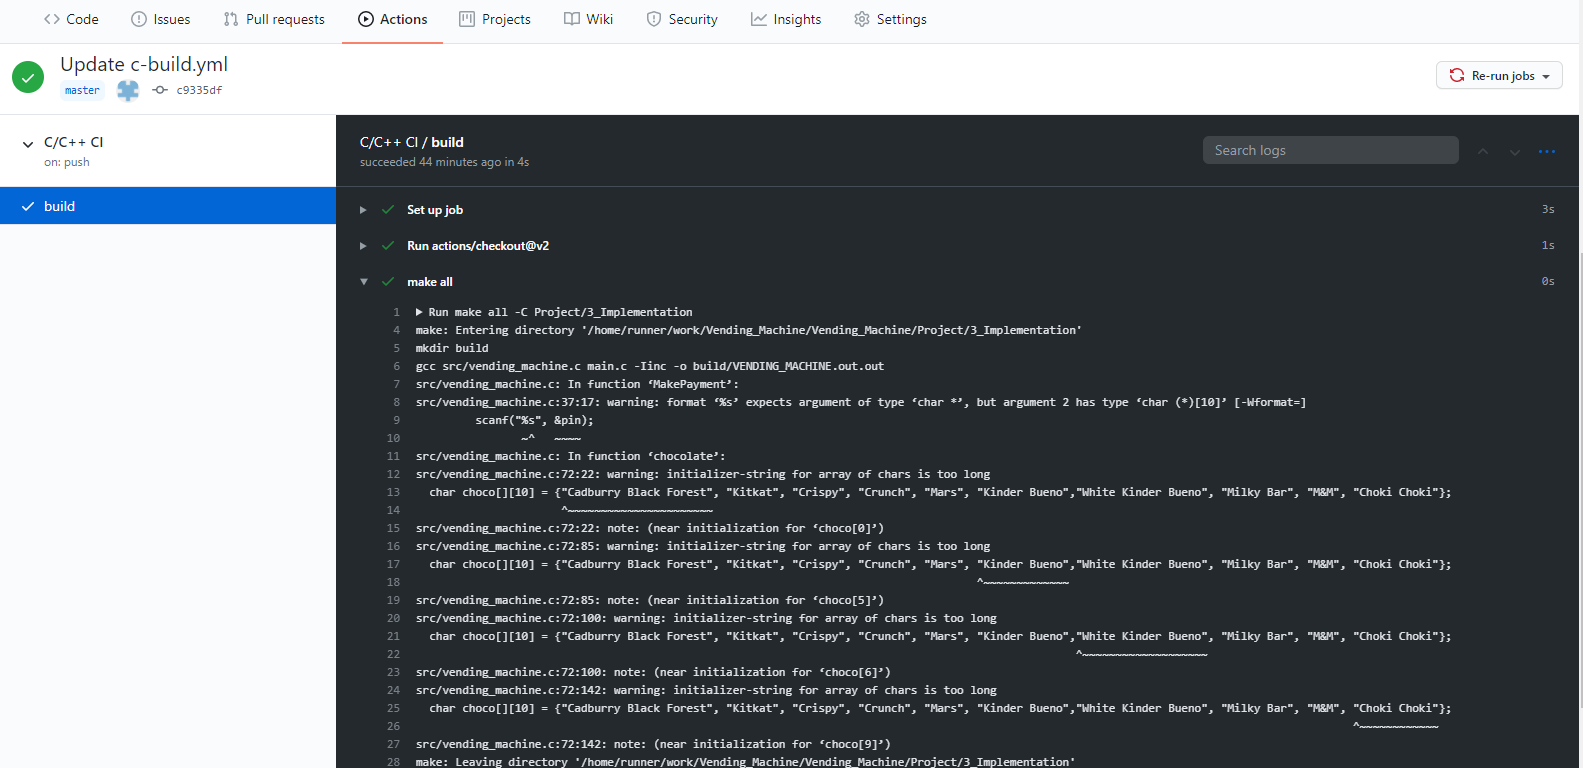 Code Issues Pull requests Actions Projects Wiki Security Insights Settings
Update c-build.yml
master c9335df
Re-run jobs
C/C++ CI
on: push
build
C/C++ CI / build
succeeded 44 minutes ago in 4s
Search logs
Set up job 3s
Run actions/checkout@v2 1s
make all 0s
1 Run make all -C Project/3_Implementation
4 make: Entering directory '/home/runner/work/Vending_Machine/Vending_Machine/Project/3_Implementation'
5 mkdir build
6 gcc src/vending_machine.c main.c -Iinc -o build/VENDING_MACHINE.out.out
7 src/vending_machine.c: In function ‘MakePayment’:
8 src/vending_machine.c:37:17: warning: format ‘%s’ expects argument of type ‘char *’, but argument 2 has type ‘char (*)[10]’ [-Wformat=]
9 scanf("%s", &pin);
10 ~^ ~~~~
11 src/vending_machine.c: In function ‘chocolate’:
12 src/vending_machine.c:72:22: warning: initializer-string for array of chars is too long
13 char choco[][10] = {"Cadburry Black Forest", "Kitkat", "Crispy", "Crunch", "Mars", "Kinder Bueno","White Kinder Bueno", "Milky Bar", "M&M", "Choki Choki"};
14 ^~~~~~~~~~~~~~~~~~~~~~~
15 src/vending_machine.c:72:22: note: (near initialization for ‘choco[0]’)
16 src/vending_machine.c:72:85: warning: initializer-string for array of chars is too long
17 char choco[][10] = {"Cadburry Black Forest", "Kitkat", "Crispy", "Crunch", "Mars", "Kinder Bueno","White Kinder Bueno", "Milky Bar", "M&M", "Choki Choki"};
18 ^~~~~~~~~~~~~~
19 src/vending_machine.c:72:85: note: (near initialization for ‘choco[5]’)
20 src/vending_machine.c:72:100: warning: initializer-string for array of chars is too long
21 char choco[][10] = {"Cadburry Black Forest", "Kitkat", "Crispy", "Crunch", "Mars", "Kinder Bueno","White Kinder Bueno", "Milky Bar", "M&M", "Choki Choki"};
22 ^~~~~~~~~~~~~~~~~~~~
23 src/vending_machine.c:72:100: note: (near initialization for ‘choco[6]’)
24 src/vending_machine.c:72:142: warning: initializer-string for array of chars is too long
25 char choco[][10] = {"Cadburry Black Forest", "Kitkat", "Crispy", "Crunch", "Mars", "Kinder Bueno","White Kinder Bueno", "Milky Bar", "M&M", "Choki Choki"};
26 ^~~~~~~~~~~~~
27 src/vending_machine.c:72:142: note: (near initialization for ‘choco[9]’)
28 make: Leaving directory '/home/runner/work/Vending_Machine/Vending_Machine/Project/3_Implementation'